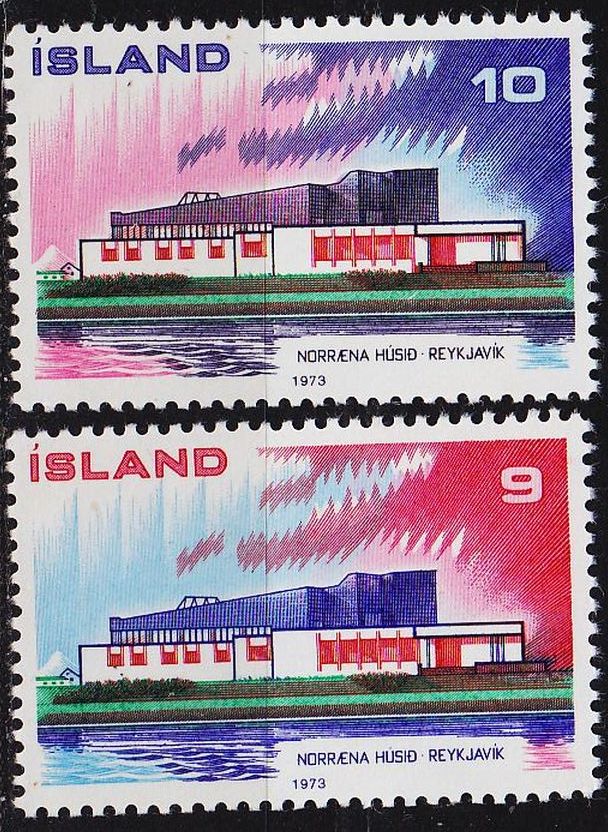 ÍSLAND
10
NORRÆNA HÚSIÐ · REYKJAVÍK
1973
ÍSLAND
9
NORRÆNA HÚSIÐ · REYKJAVÍK
1973